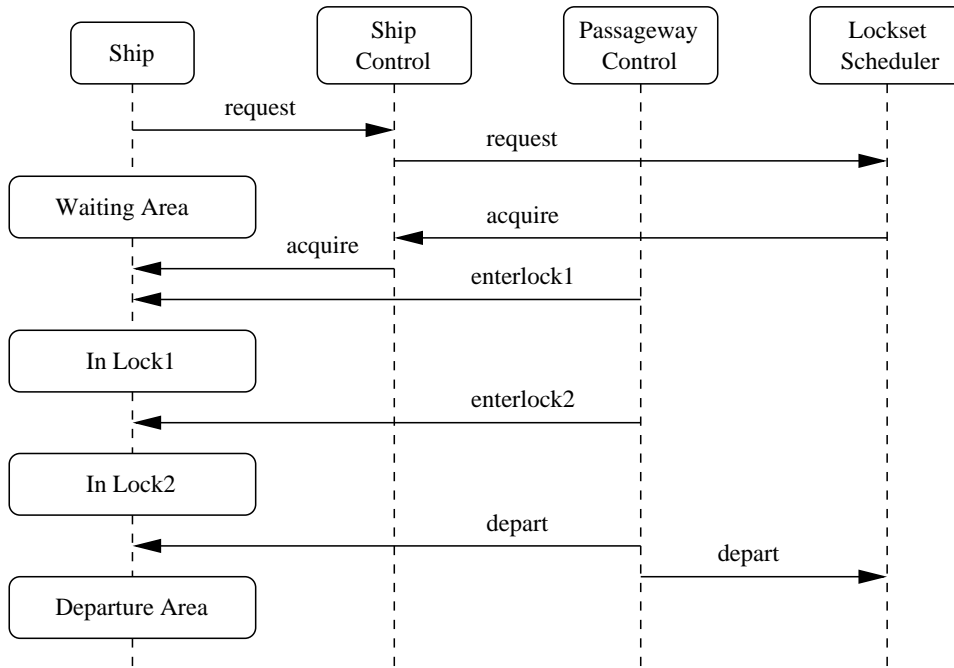 Ship
Ship
Control
Passageway
Control
Lockset
Scheduler
request
request
Waiting Area
acquire
acquire
enterlock1
In Lock1
enterlock2
In Lock2
depart
depart
Departure Area